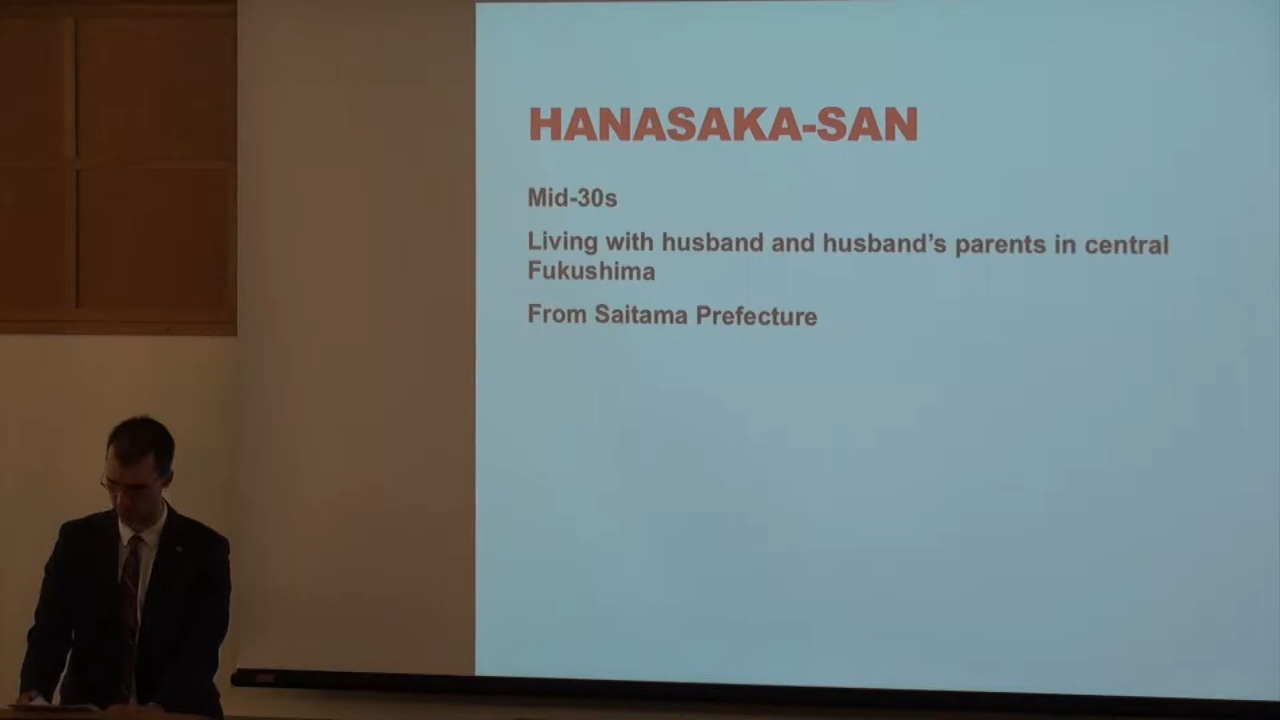 HANASAKA-SAN
Mid-30s
Living with husband and husband’s parents in central
Fukushima
From Saitama Prefecture